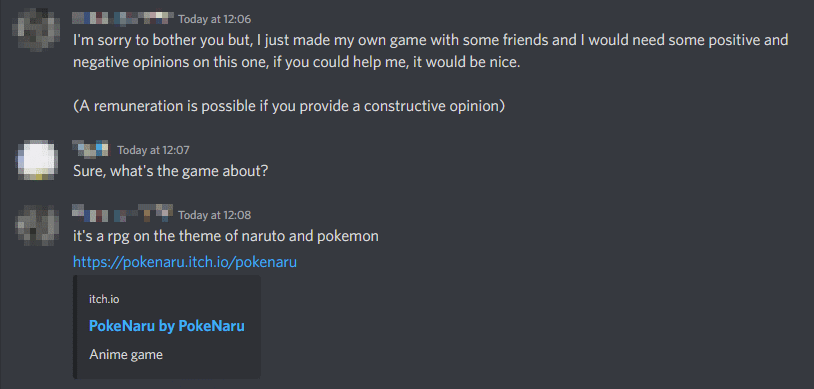 Today at 12:06
I'm sorry to bother you but, I just made my own game with some friends and I would need some positive and
negative opinions on this one, if you could help me, it would be nice.
(A remuneration is possible if you provide a constructive opinion)
Today at 12:07
Sure, what's the game about?
Today at 12:08
it's a rpg on the theme of naruto and pokemon
https://pokenaru.itch.io/pokenaru
itch.io
PokeNaru by PokeNaru
Anime game